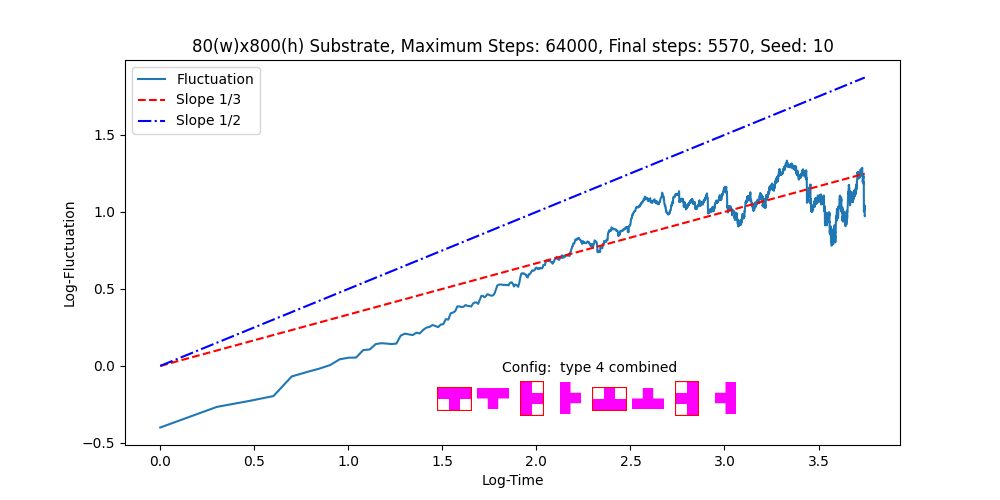 80(w)x800(h) Substrate, Maximum Steps: 64000, Final steps: 5570, Seed: 10
Fluctuation
Slope 1/3
Slope 1/2
Log-Fluctuation
1.5
1.0
0.5
0.0
−0.5
Config:  type 4 combined
0.0 0.5 1.0 1.5 2.0 2.5 3.0 3.5
Log-Time